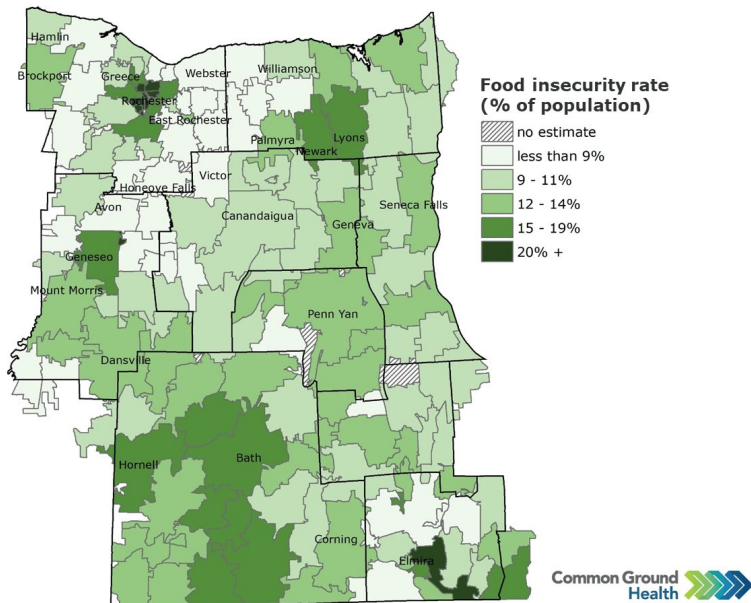 Hamlin
Brockport
Greece
Webster
Williamson
Rochester
East Rochester
Lyons
Palmyra
Newark
Honeoye Falls
Victor
Avon
Canandaigua
Geneva
Seneca Falls
Geneseo
Mount Morris
Penn Yan
Dansville
Hornell
Bath
Corning
Elmira
Food insecurity rate
(% of population)
no estimate
less than 9%
9 - 11%
12 - 14%
15 - 19%
20% +
Common Ground
Health